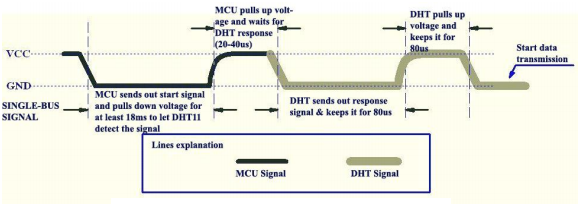 MCU pulls up volt-
age and waits for
DHT response
(20-40us)
DHT pulls up
voltage and
keeps it for
80us
VCC
GND
Start data
transmission
SINGLE-BUS
SIGNAL
MCU sends out start signal
and pulls down voltage for
at least 18ms to let DHT11
detect the signal
DHT sends out response
signal & keeps it for 80us
Lines explanation
MCU Signal
DHT Signal